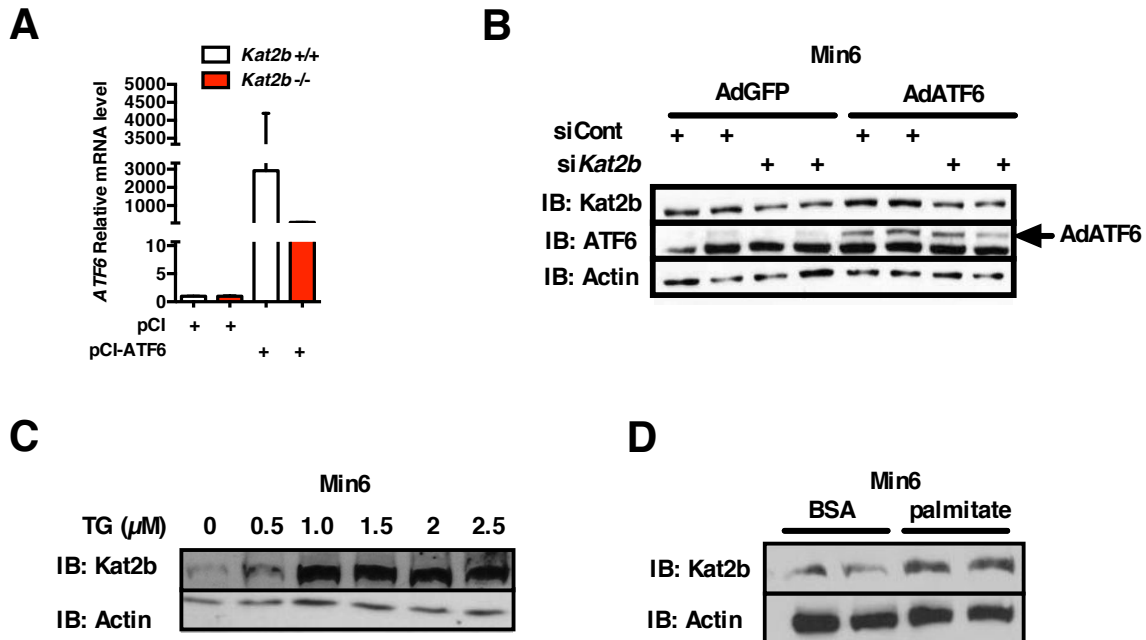 A
Kat2b +/+
Kat2b -/-
ATF6 Relative mRNA level
5000
4500
4000
3500
3000
2000
1000
10
5
0
pCI + +
pCI-ATF6 + +
B
Min6
AdGFP AdATF6
siCont + + + +
siKat2b + + + +
IB: Kat2b
IB: ATF6
AdATF6
IB: Actin
C
Min6
TG (µM) 0 0.5 1.0 1.5 2 2.5
IB: Kat2b
IB: Actin
D
Min6
BSA palmitate
IB: Kat2b
IB: Actin